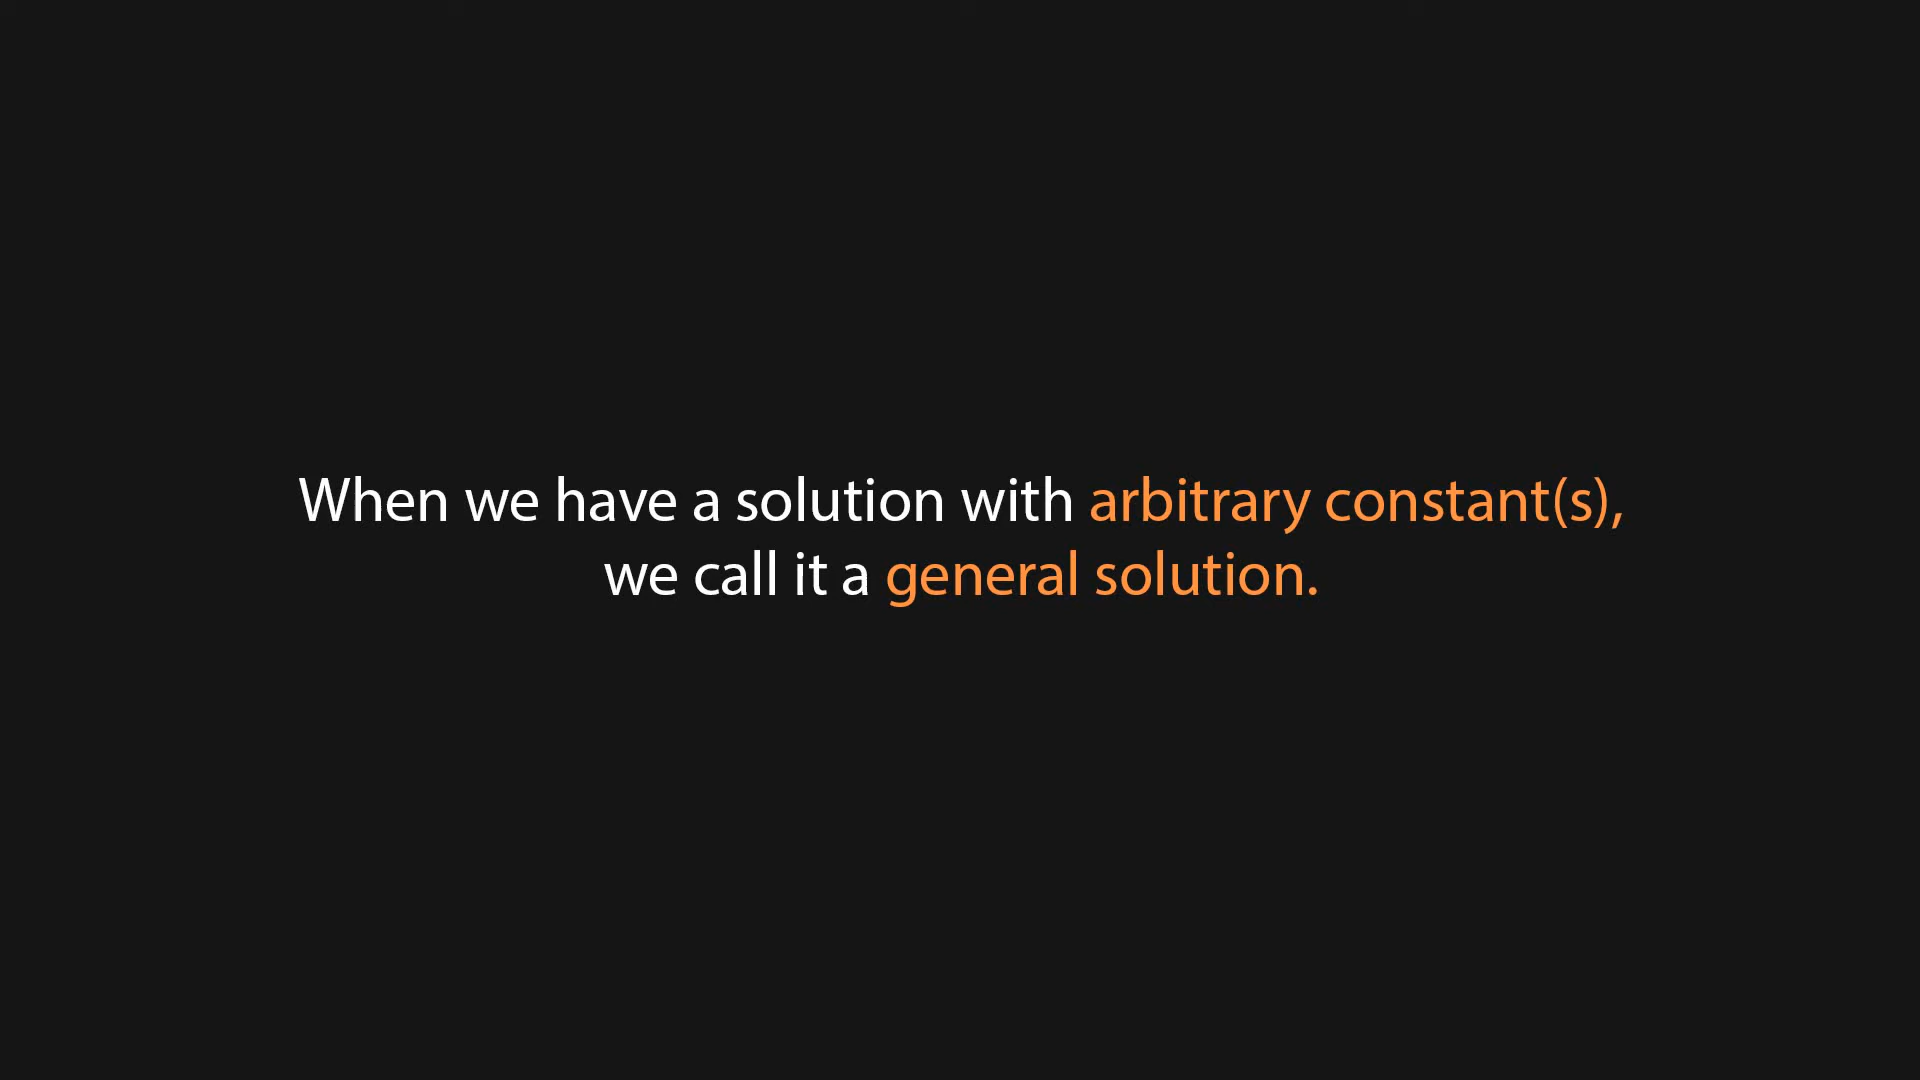 When we have a solution with arbitrary constant(s),
we call it a general solution.